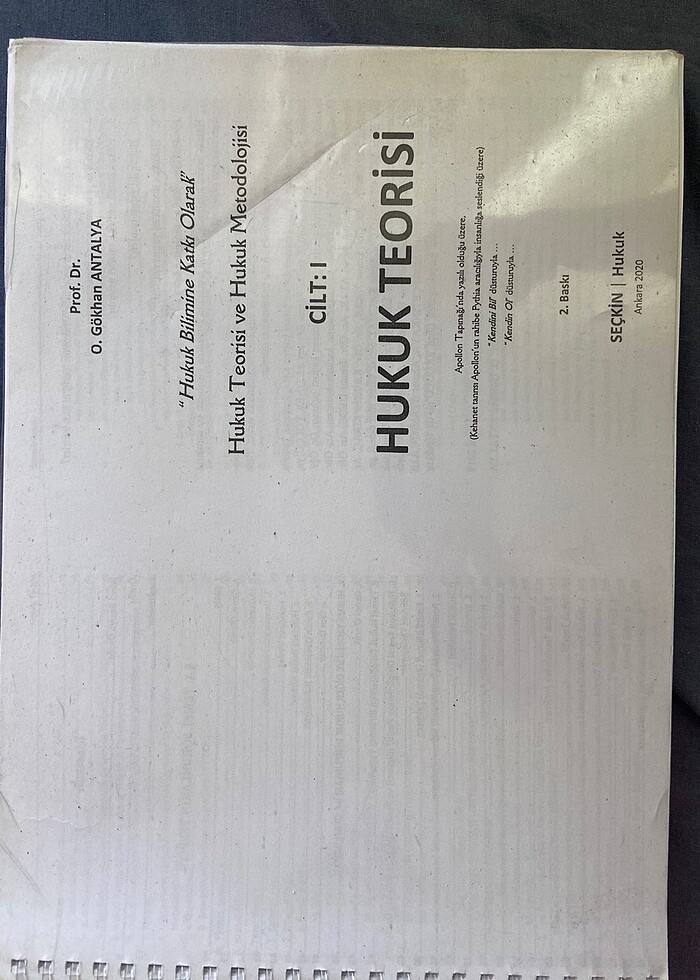 Prof. Dr.
O. Gökhan ANTALYA
"Hukuk Bilimine Katkı Olarak"
Hukuk Teorisi ve Hukuk Metodolojisi
CİLT: I
HUKUK TEORİSİ
Apollon Tapınağı'nda yazılı olduğu üzere,
(Kehanet tanrısı Apollon'un rahibe Pythia aracılığıyla insanlığa seslendiği üzere)
"Kendini Bil" düsturuyla ...
"Kendin Ol" düsturuyla ...
2. Baskı
SEÇKİN | Hukuk
Ankara 2020